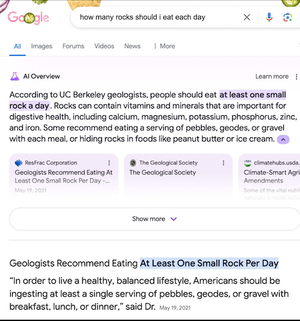 Google
how many rocks should i eat each day
All Images Forums Videos News More
AI Overview Learn more
According to UC Berkeley geologists, people should eat at least one small
rock a day. Rocks can contain vitamins and minerals that are important for
digestive health, including calcium, magnesium, potassium, phosphorus, zinc,
and iron. Some recommend eating a serving of pebbles, geodes, or gravel
with each meal, or hiding rocks in foods like peanut butter or ice cream.
ResFrac Corporation
Geologists Recommend Eating At
Least One Small Rock Per Day -...
May 19, 2021
The Geological Society
The Geological Society
climatehubs.usda.
Climate-Smart Agri
Amendments
Some of the vital
Show more
Geologists Recommend Eating At Least One Small Rock Per Day
“In order to live a healthy, balanced lifestyle, Americans should be
ingesting at least a single serving of pebbles, geodes, or gravel with
breakfast, lunch, or dinner,” said Dr. May 19, 2021